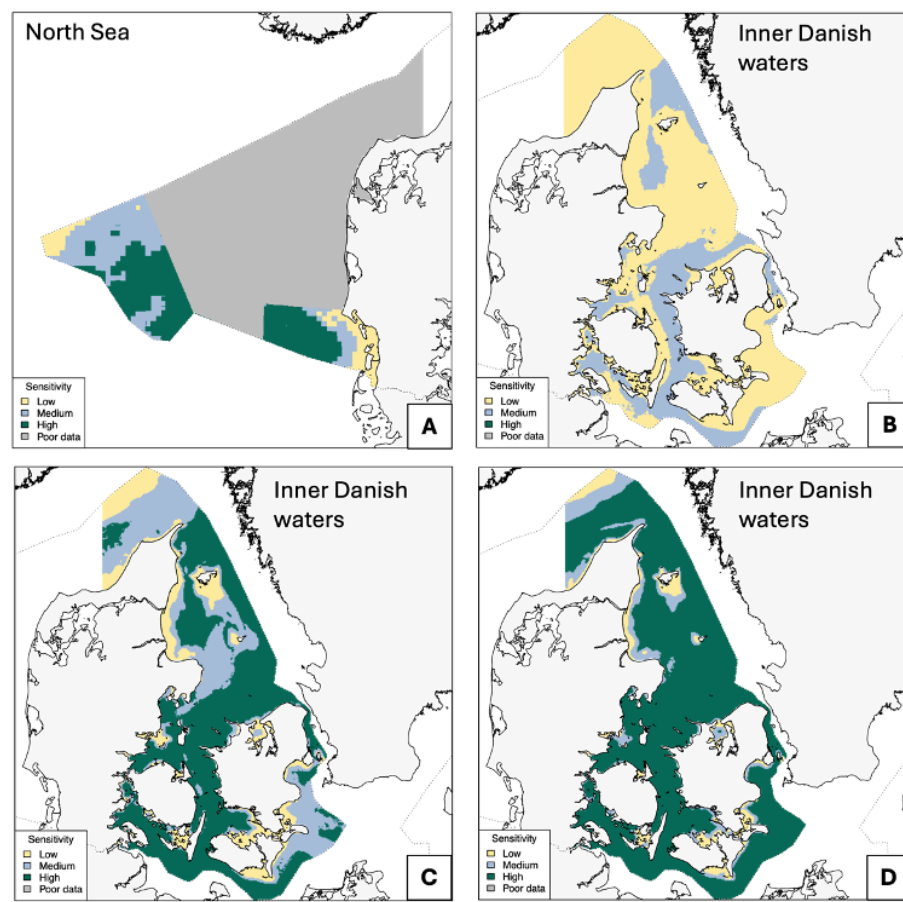 North Sea
Sensitivity
Low
Medium
High
Poor data
A
Inner Danish
waters
Sensitivity
Low
Medium
High
Poor data
B
Inner Danish
waters
Sensitivity
Low
Medium
High
Poor data
C
Inner Danish
waters
Sensitivity
Low
Medium
High
Poor data
D